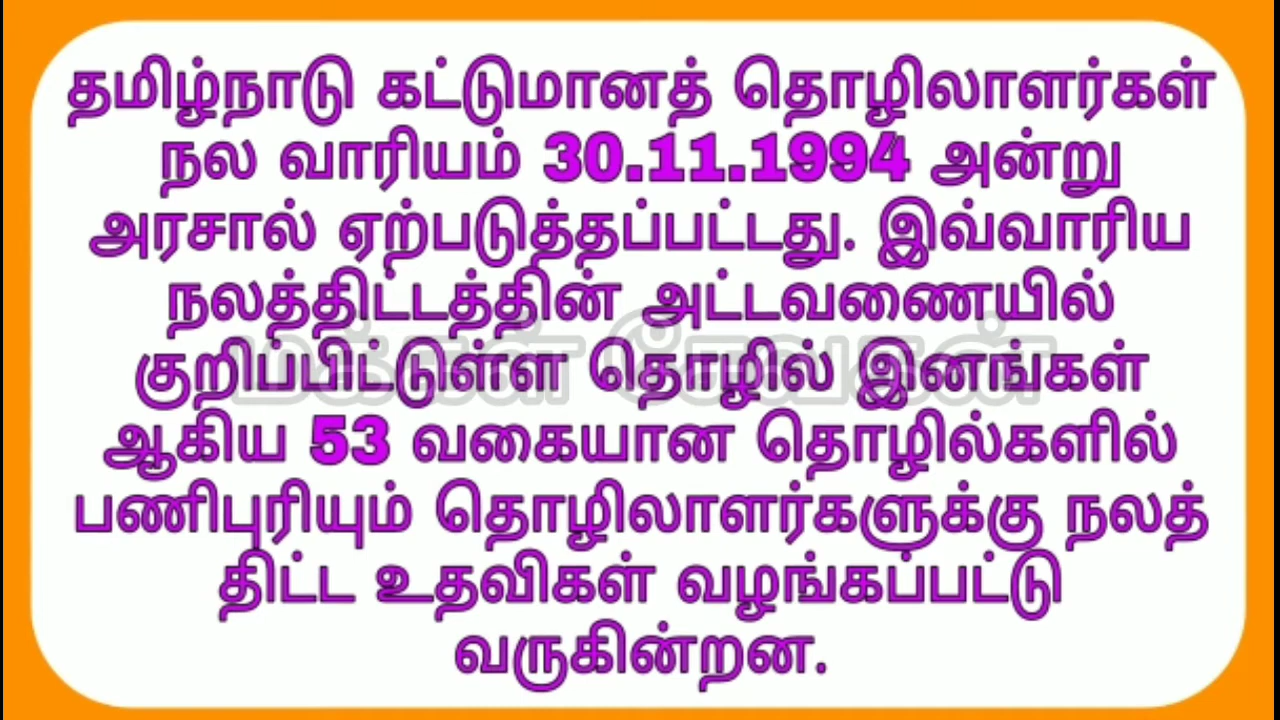 தமிழ்நாடு கட்டுமானத் தொழிலாளர்கள்
நல வாரியம் 30.11.1994 அன்று
அரசால் ஏற்படுத்தப்பட்டது. இவ்வாரிய
நலத்திட்டத்தின் அட்டவணையில்
குறிப்பிட்டுள்ள தொழில் இனங்கள்
ஆகிய 53 வகையான தொழில்களில்
பணிபுரியும் தொழிலாளர்களுக்கு நலத்
திட்ட உதவிகள் வழங்கப்பட்டு
வருகின்றன.